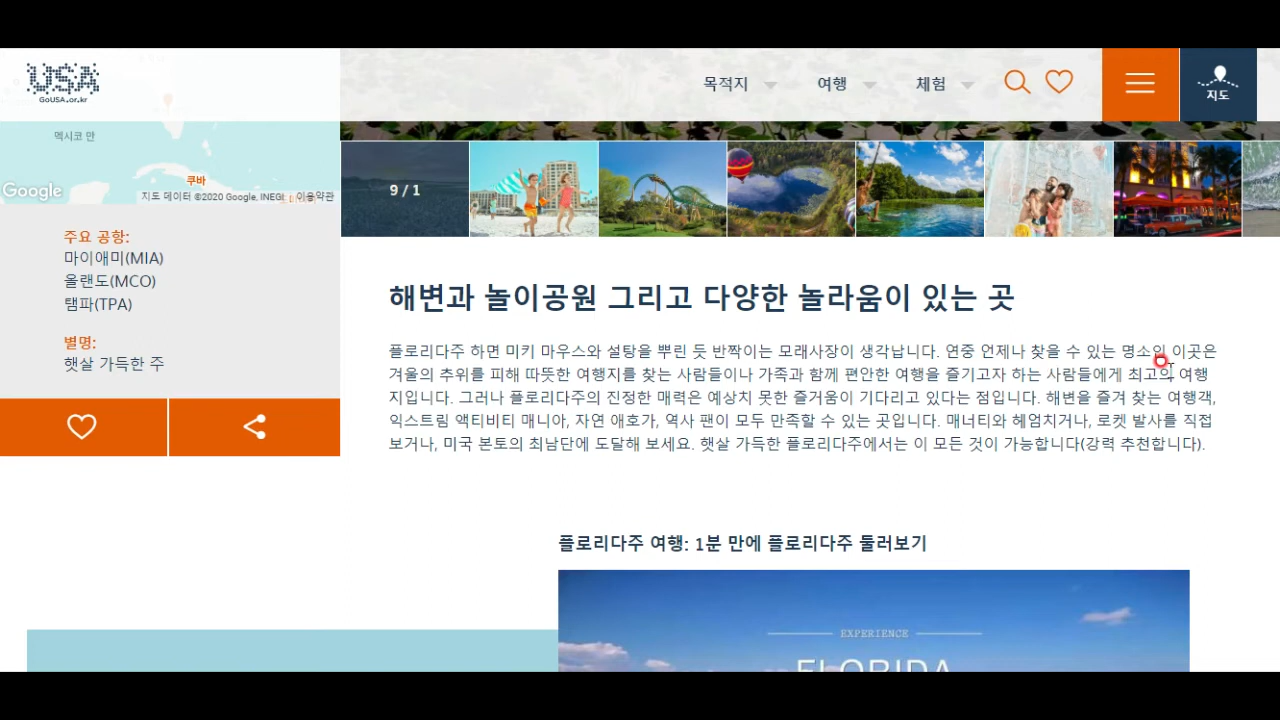 USA
GoUSA.or.kr
목적지
여행
체험
지도
멕시코 만
쿠바
Google
지도 데이터 ©2020 Google, INEGI
이용약관
9 / 1
주요 공항:
마이애미(MIA)
올랜도(MCO)
탬파(TPA)
별명:
햇살 가득한 주
해변과 놀이공원 그리고 다양한 놀라움이 있는 곳
플로리다주 하면 미키 마우스와 설탕을 뿌린 듯 반짝이는 모래사장이 생각납니다. 연중 언제나 찾을 수 있는 명소인 이곳은
겨울의 추위를 피해 따뜻한 여행지를 찾는 사람들이나 가족과 함께 편안한 여행을 즐기고자 하는 사람들에게 최고의 여행
지입니다. 그러나 플로리다주의 진정한 매력은 예상치 못한 즐거움이 기다리고 있다는 점입니다. 해변을 즐겨 찾는 여행객,
익스트림 액티비티 매니아, 자연 애호가, 역사 팬이 모두 만족할 수 있는 곳입니다. 매너티와 헤엄치거나, 로켓 발사를 직접
보거나, 미국 본토의 최남단에 도달해 보세요. 햇살 가득한 플로리다주에서는 이 모든 것이 가능합니다(강력 추천합니다).
플로리다주 여행: 1분 만에 플로리다주 둘러보기
EXPERIENCE
FLORIDA